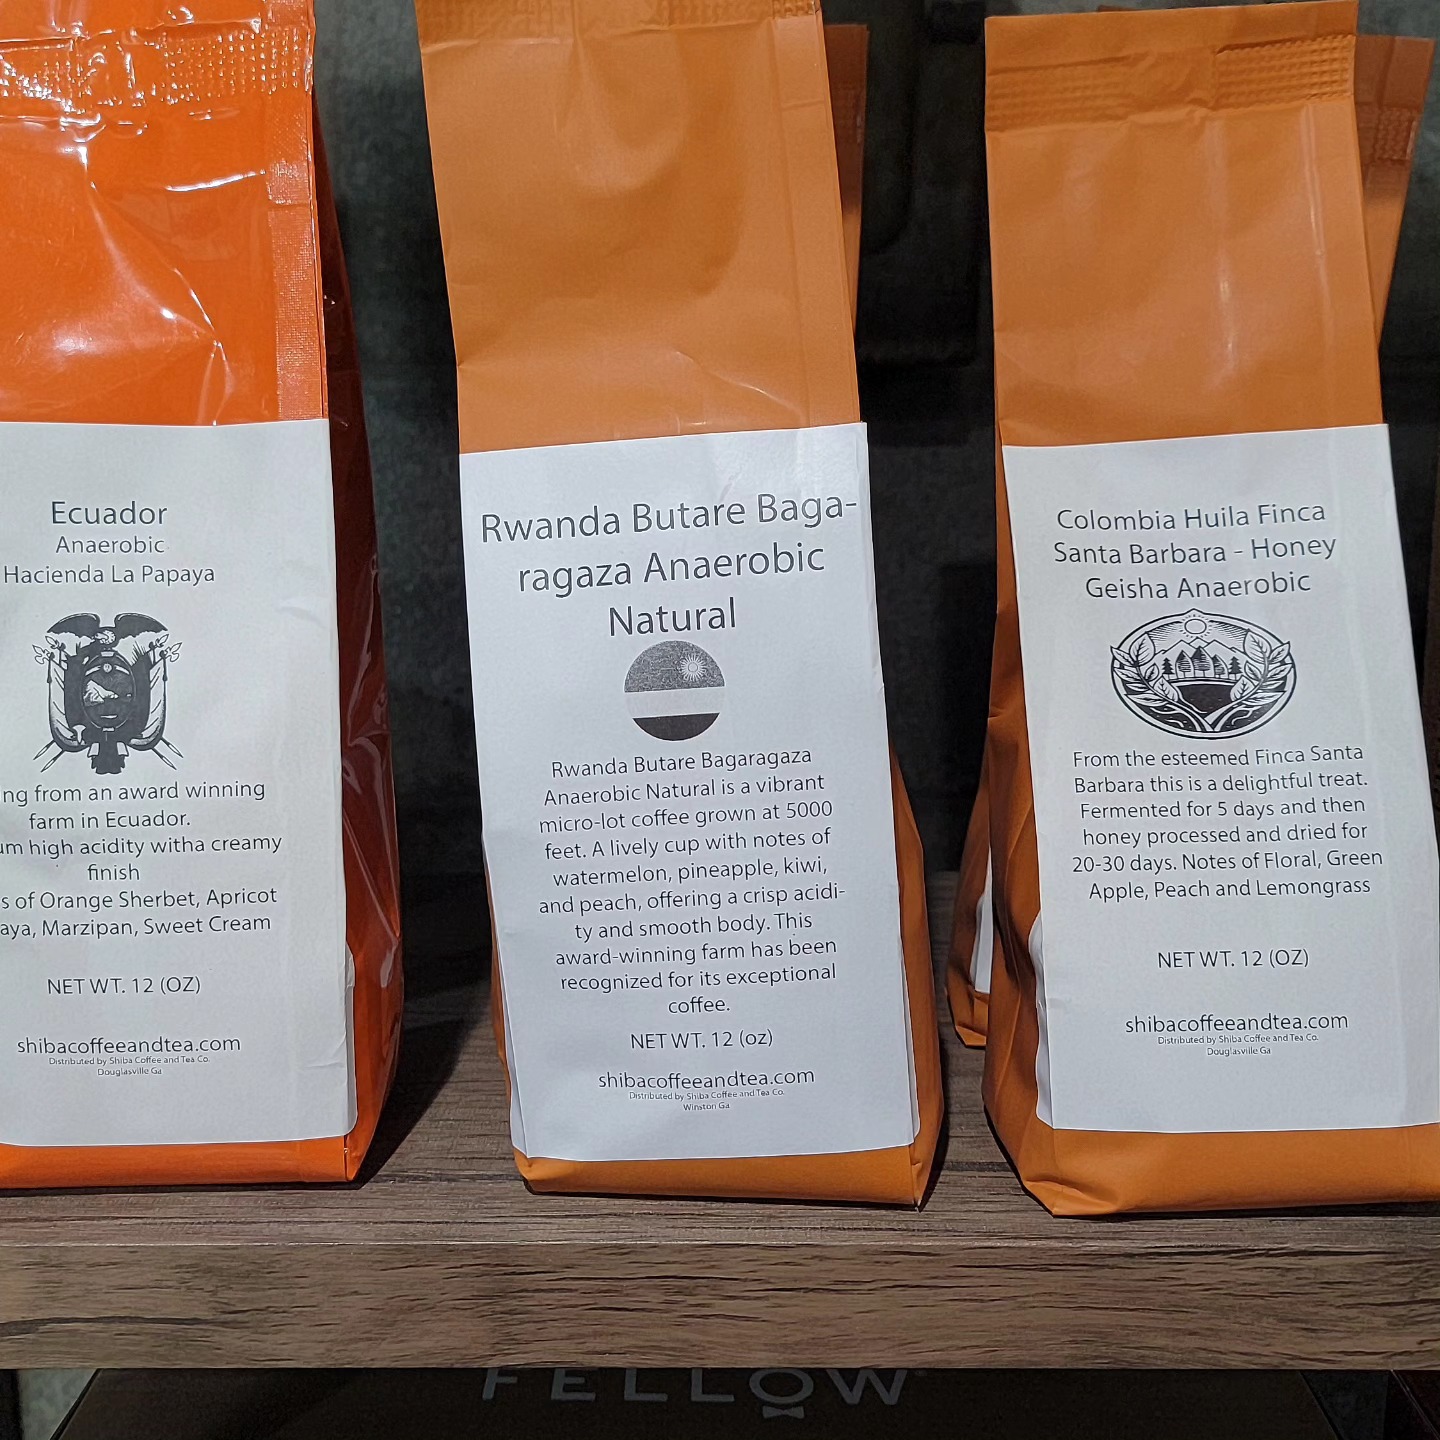 Ecuador
Anaerobic
Hacienda La Papaya
from an award winning
farm in Ecuador.
high acidity witha creamy
finish
of Orange Sherbet, Apricot
Marzipan, Sweet Cream
NET WT. 12 (OZ)
shibacoffeeandtea.com
Distributed by Shiba Coffee and Tea Co.
Douglasville Ga
Rwanda Butare Baga-
ragaza Anaerobic
Natural
Rwanda Butare Bagaragaza
Anaerobic Natural is a vibrant
micro-lot coffee grown at 5000
feet. A lively cup with notes of
watermelon, pineapple, kiwi,
and peach, offering a crisp acidi-
ty and smooth body. This
award-winning farm has been
recognized for its exceptional
coffee.
NET WT. 12 (oz)
shibacoffeeandtea.com
Distributed by Shiba Coffee and Tea Co.
Winston Ga
Colombia Huila Finca
Santa Barbara - Honey
Geisha Anaerobic
From the esteemed Finca Santa
Barbara this is a delightful treat.
Fermented for 5 days and then
honey processed and dried for
20-30 days. Notes of Floral, Green
Apple, Peach and Lemongrass
NET WT. 12 (OZ)
shibacoffeeandtea.com
Distributed by Shiba Coffee and Tea Co.
Douglasville Ga
FELLOW